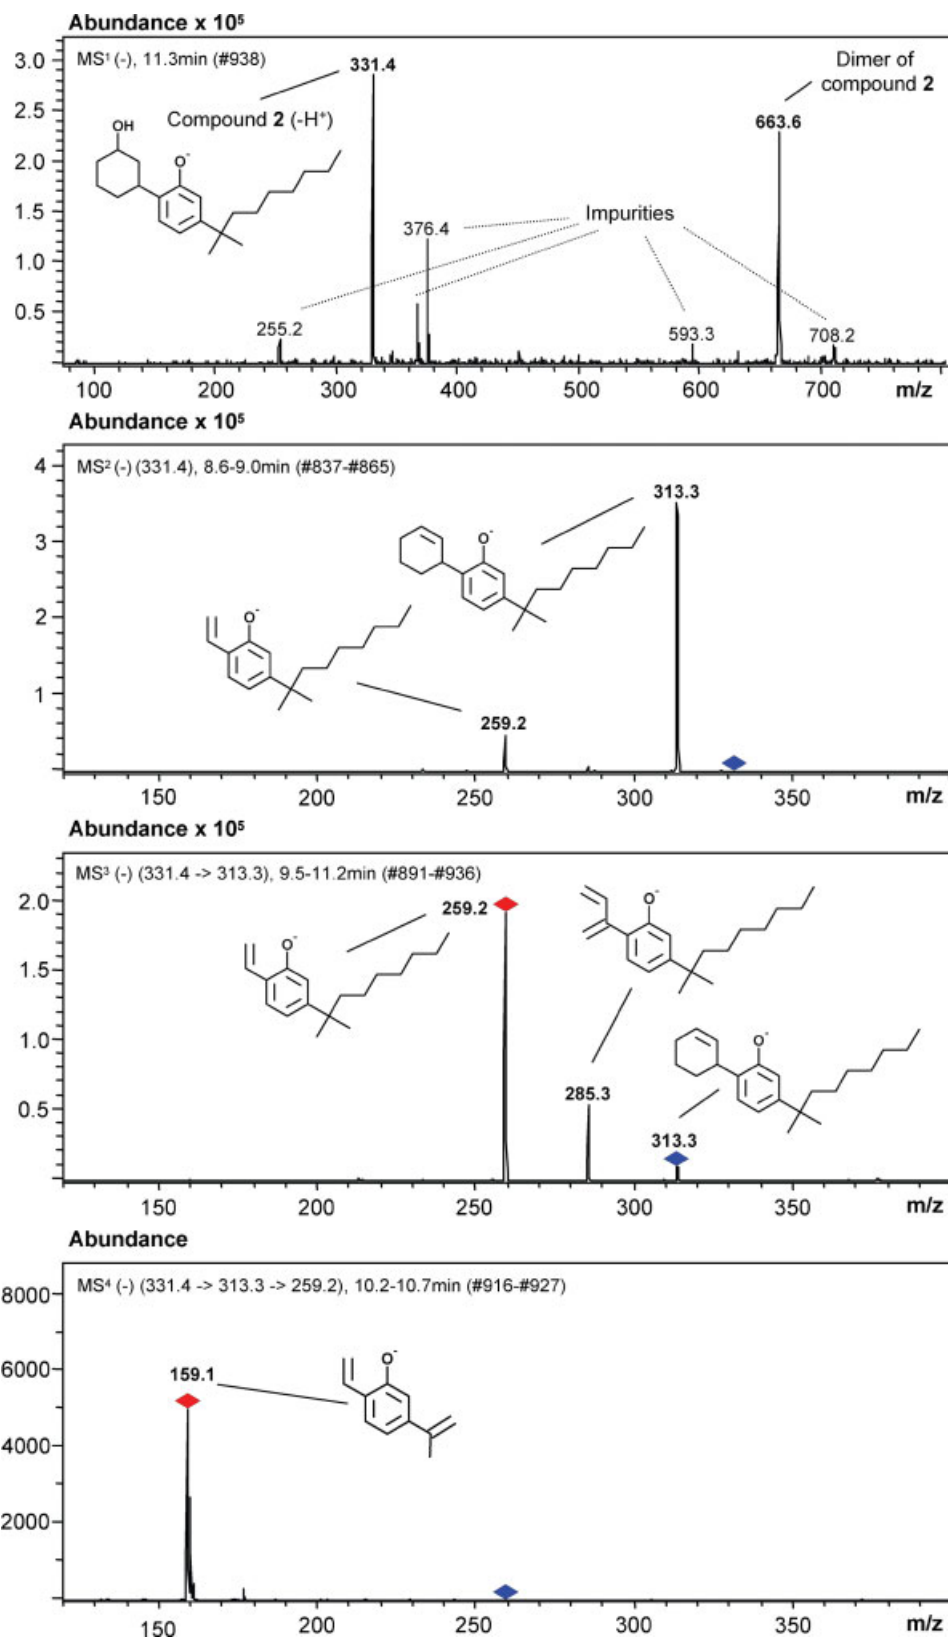 Abundance x 10⁵
MS¹ (-), 11.3min (#938)
331.4
Dimer of
compound 2
Compound 2 (-H⁺)
663.6
OH
O⁻
Impurities
376.4
255.2
593.3
708.2
3.0
2.5
2.0
1.5
1.0
0.5
100 200 300 400 500 600 700 m/z
Abundance x 10⁵
MS² (-) (331.4), 8.6-9.0min (#837-#865)
313.3
O⁻
O⁻
259.2
4
3
2
1
150 200 250 300 350 m/z
Abundance x 10⁵
MS³ (-) (331.4 -> 313.3), 9.5-11.2min (#891-#936)
259.2
O⁻
O⁻
O⁻
285.3
313.3
2.0
1.5
1.0
0.5
150 200 250 300 350 m/z
Abundance
MS⁴ (-) (331.4 -> 313.3 -> 259.2), 10.2-10.7min (#916-#927)
159.1
O⁻
8000
6000
4000
2000
150 200 250 300 350 m/z